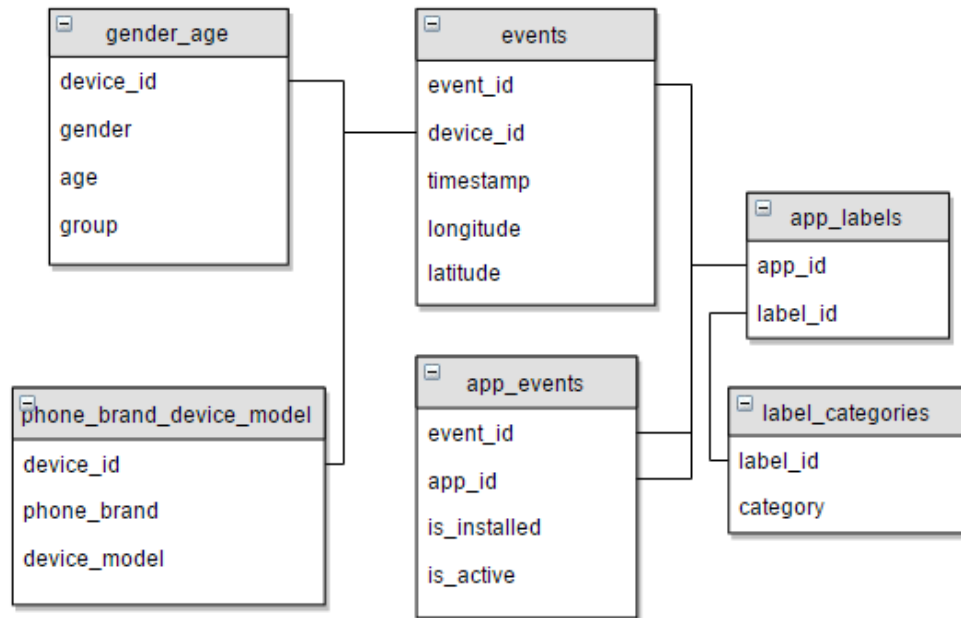 gender_age
device_id
gender
age
group
events
event_id
device_id
timestamp
longitude
latitude
app_labels
app_id
label_id
phone_brand_device_model
device_id
phone_brand
device_model
app_events
event_id
app_id
is_installed
is_active
label_categories
label_id
category